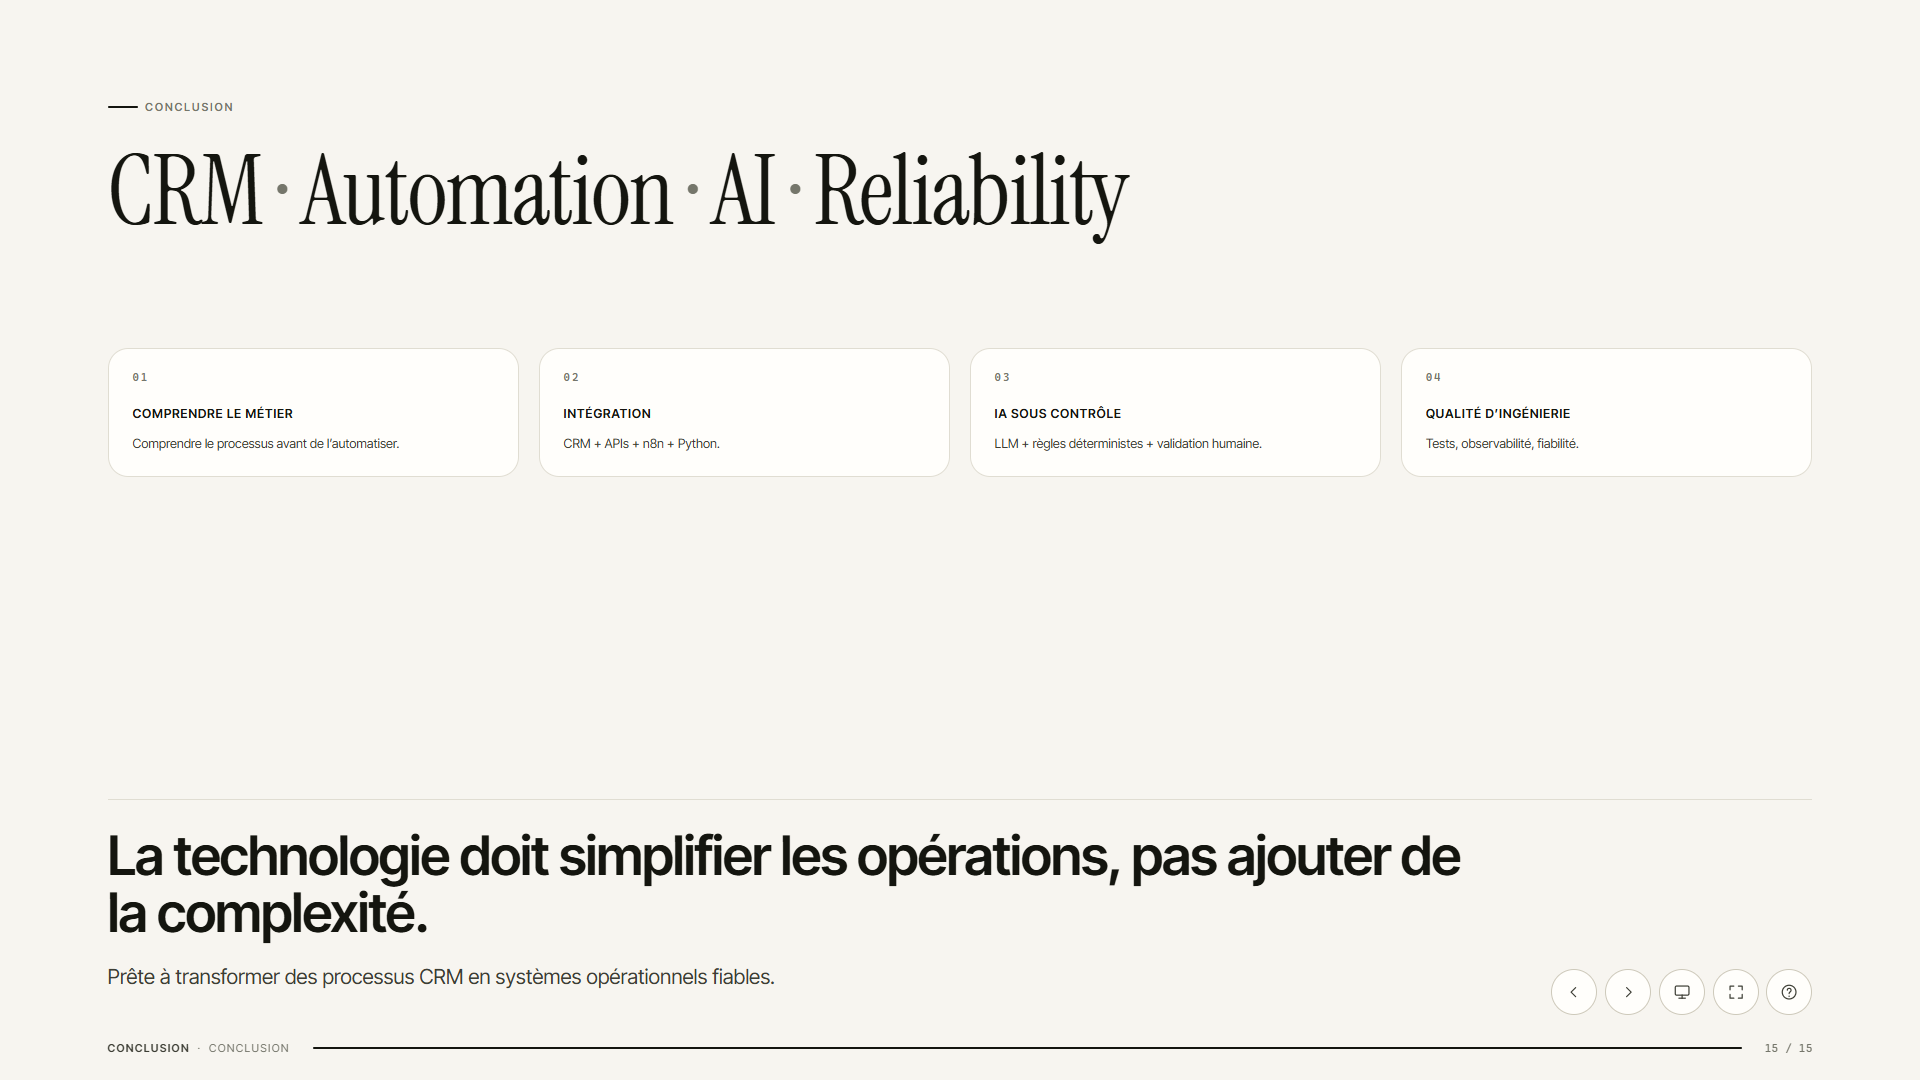 CONCLUSION
CRM · Automation · AI · Reliability
01
COMPRENDRE LE MÉTIER
Comprendre le processus avant de l’automatiser.
02
INTÉGRATION
CRM + APIs + n8n + Python.
03
IA SOUS CONTRÔLE
LLM + règles déterministes + validation humaine.
04
QUALITÉ D’INGÉNIERIE
Tests, observabilité, fiabilité.
La technologie doit simplifier les opérations, pas ajouter de
la complexité.
Prête à transformer des processus CRM en systèmes opérationnels fiables.
CONCLUSION · CONCLUSION
15 / 15